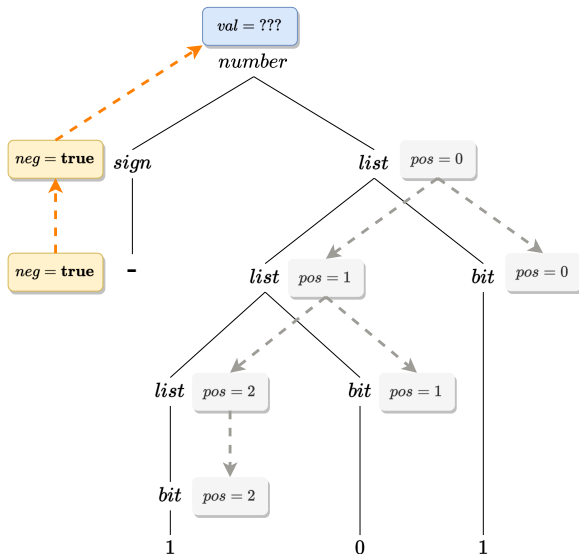 val = ???
number
neg = true
sign
list
pos = 0
neg = true
-
list
pos = 1
bit
pos = 0
list
pos = 2
bit
pos = 1
bit
pos = 2
1
0
1